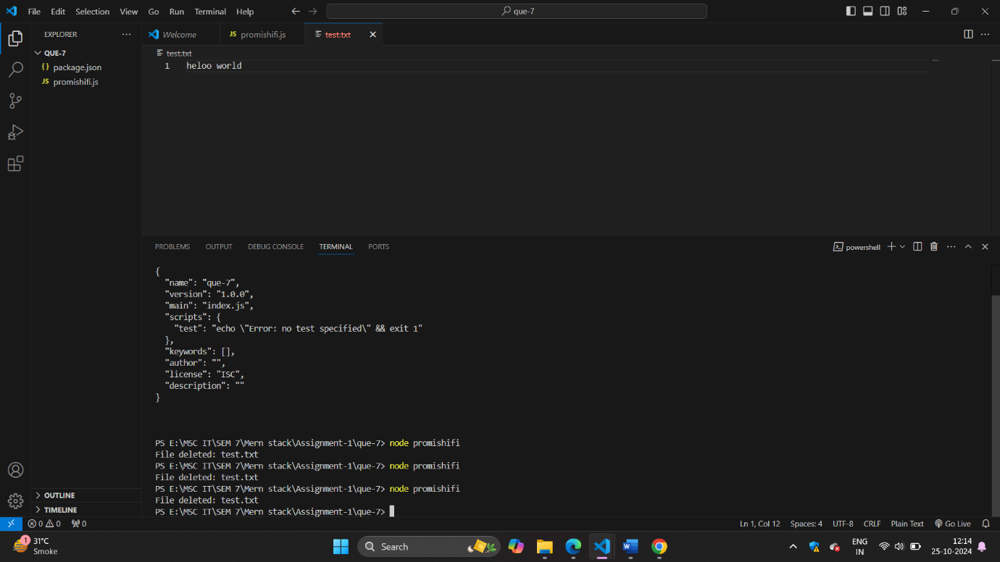 File Edit Selection View Go Run Terminal Help
que-7
EXPLORER
QUE-7
{} package.json
JS promishifi.js
OUTLINE
TIMELINE
Welcome
JS promishifi.js
test.txt
test.txt
1 heloo world
PROBLEMS OUTPUT DEBUG CONSOLE TERMINAL PORTS
powershell
{
"name": "que-7",
"version": "1.0.0",
"main": "index.js",
"scripts": {
"test": "echo \"Error: no test specified\" && exit 1"
},
"keywords": [],
"author": "",
"license": "ISC",
"description": ""
}
PS E:\MSC IT\SEM 7\Mern stack\Assignment-1\que-7> node promishifi
File deleted: test.txt
PS E:\MSC IT\SEM 7\Mern stack\Assignment-1\que-7> node promishifi
File deleted: test.txt
PS E:\MSC IT\SEM 7\Mern stack\Assignment-1\que-7> node promishifi
File deleted: test.txt
PS E:\MSC IT\SEM 7\Mern stack\Assignment-1\que-7>
0 0 0
Ln 1, Col 12 Spaces: 4 UTF-8 CRLF Plain Text Go Live
1
31°C
Smoke
Search
ENG
IN
12:14
25-10-2024